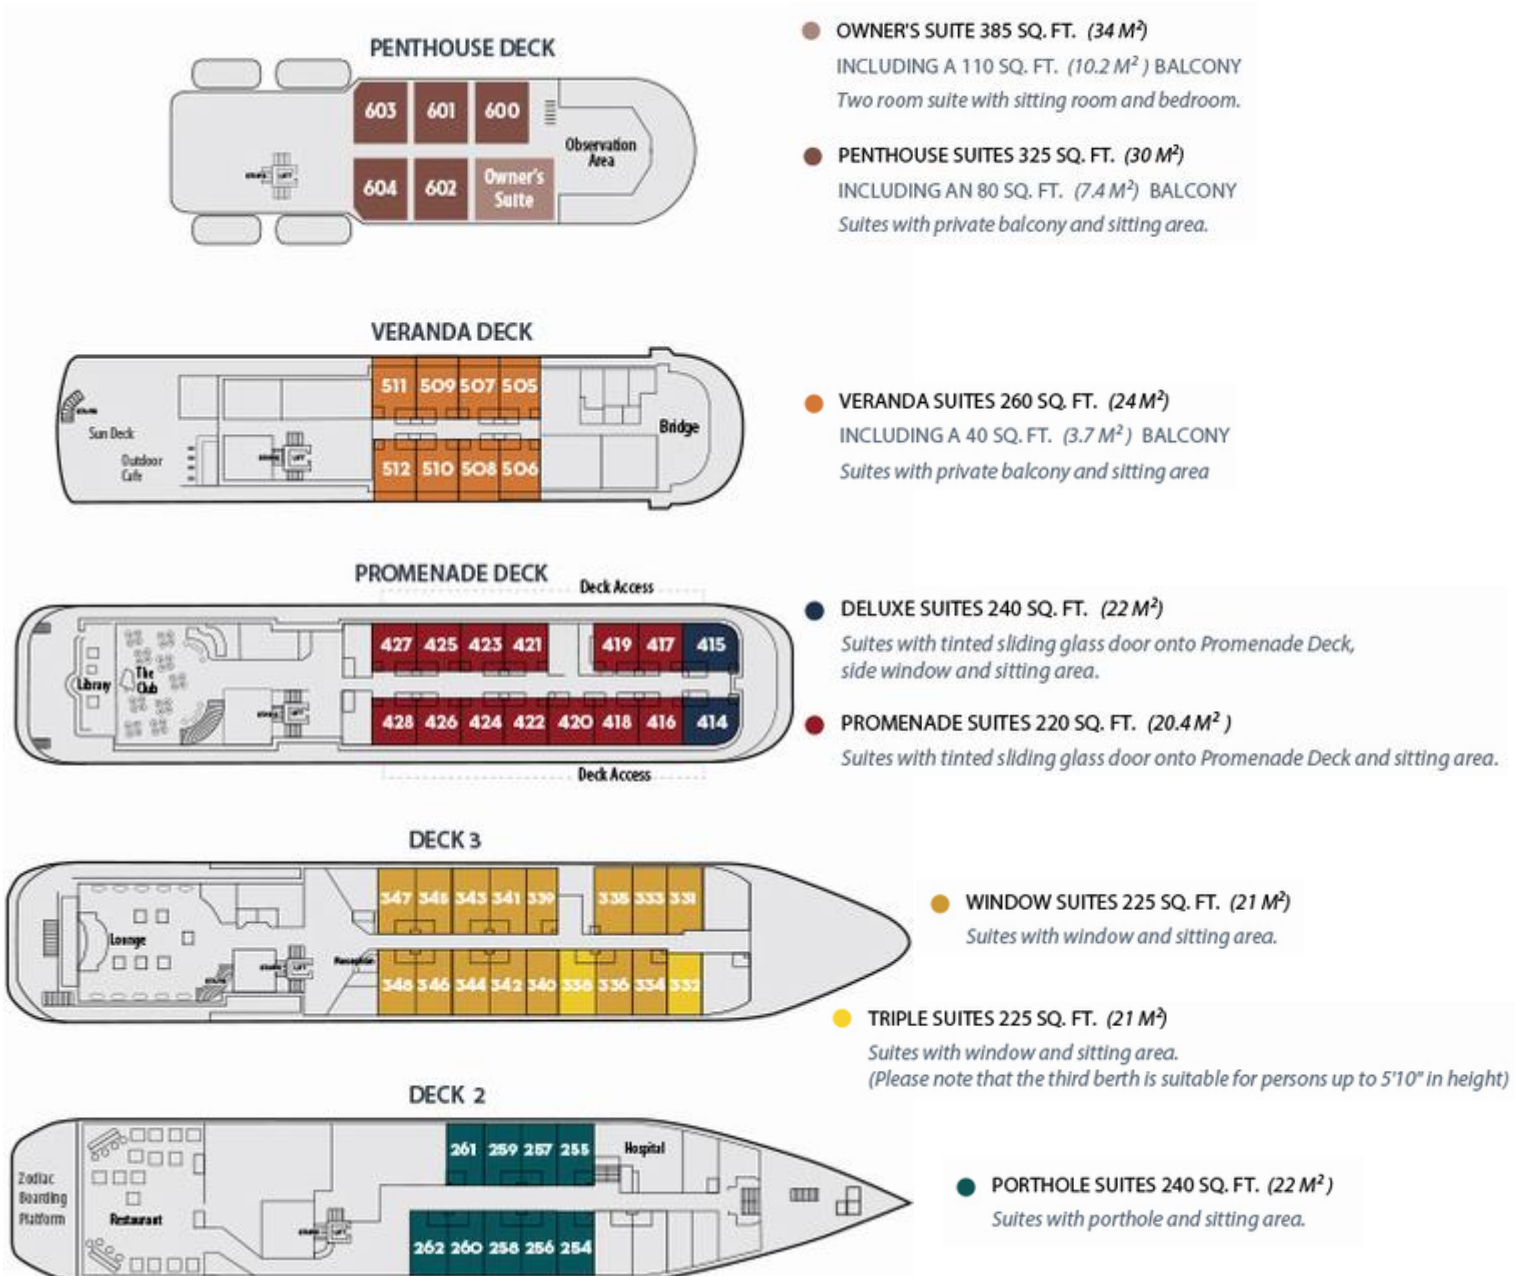 PENTHOUSE DECK
603 601 600
604 602 Owner's Suite
Observation
Area
LIFT
OWNER'S SUITE 385 SQ. FT. (34 M²)
INCLUDING A 110 SQ. FT. (10.2 M² ) BALCONY
Two room suite with sitting room and bedroom.
PENTHOUSE SUITES 325 SQ. FT. (30 M²)
INCLUDING AN 80 SQ. FT. (7.4 M²) BALCONY
Suites with private balcony and sitting area.
VERANDA DECK
511 509 507 505
512 510 508 506
Bridge
Sun Deck
Outdoor
Cafe
STAIRS
LIFT
VERANDA SUITES 260 SQ. FT. (24 M²)
INCLUDING A 40 SQ. FT. (3.7 M² ) BALCONY
Suites with private balcony and sitting area
PROMENADE DECK
Deck Access
427 425 423 421 419 417 415
428 426 424 422 420 418 416 414
Library
The
Club
STAIRS
LIFT
Deck Access
DELUXE SUITES 240 SQ. FT. (22 M²)
Suites with tinted sliding glass door onto Promenade Deck,
side window and sitting area.
PROMENADE SUITES 220 SQ. FT. (20.4 M² )
Suites with tinted sliding glass door onto Promenade Deck and sitting area.
DECK 3
347 345 343 341 339 335 333 331
348 346 344 342 340 338 336 334 332
Lounge
Reception
STAIRS
LIFT
WINDOW SUITES 225 SQ. FT. (21 M²)
Suites with window and sitting area.
TRIPLE SUITES 225 SQ. FT. (21 M²)
Suites with window and sitting area.
(Please note that the third berth is suitable for persons up to 5'10" in height)
DECK 2
261 259 257 255
262 260 258 256 254
Hospital
Zodiac
Boarding
Platform
Restaurant
STAIRS
LIFT
PORTHOLE SUITES 240 SQ. FT. (22 M² )
Suites with porthole and sitting area.